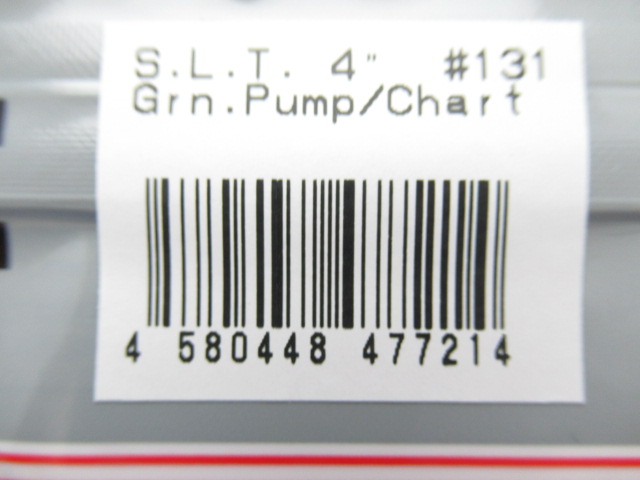 S.L.T. 4" #131
Grn.Pump/Chart
4 580448 477214